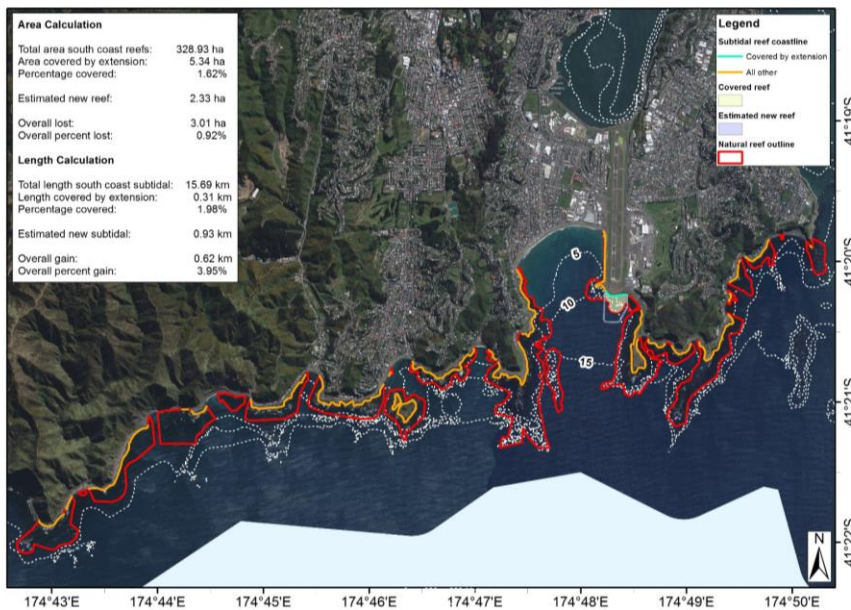 Area Calculation
Total area south coast reefs: 328.93 ha
Area covered by extension: 5.34 ha
Percentage covered: 1.62%
Estimated new reef: 2.33 ha
Overall lost: 3.01 ha
Overall percent lost: 0.92%
Length Calculation
Total length south coast subtidal: 15.69 km
Length covered by extension: 0.31 km
Percentage covered: 1.98%
Estimated new subtidal: 0.93 km
Overall gain: 0.62 km
Overall percent gain: 3.95%
Legend
Subtidal reef coastline
Covered by extension
All other
Covered reef
Estimated new reef
Natural reef outline
5
10
15
41°19'S
41°20'S
41°21'S
41°22'S
N
174°43'E
174°44'E
174°45'E
174°46'E
174°47'E
174°48'E
174°49'E
174°50'E